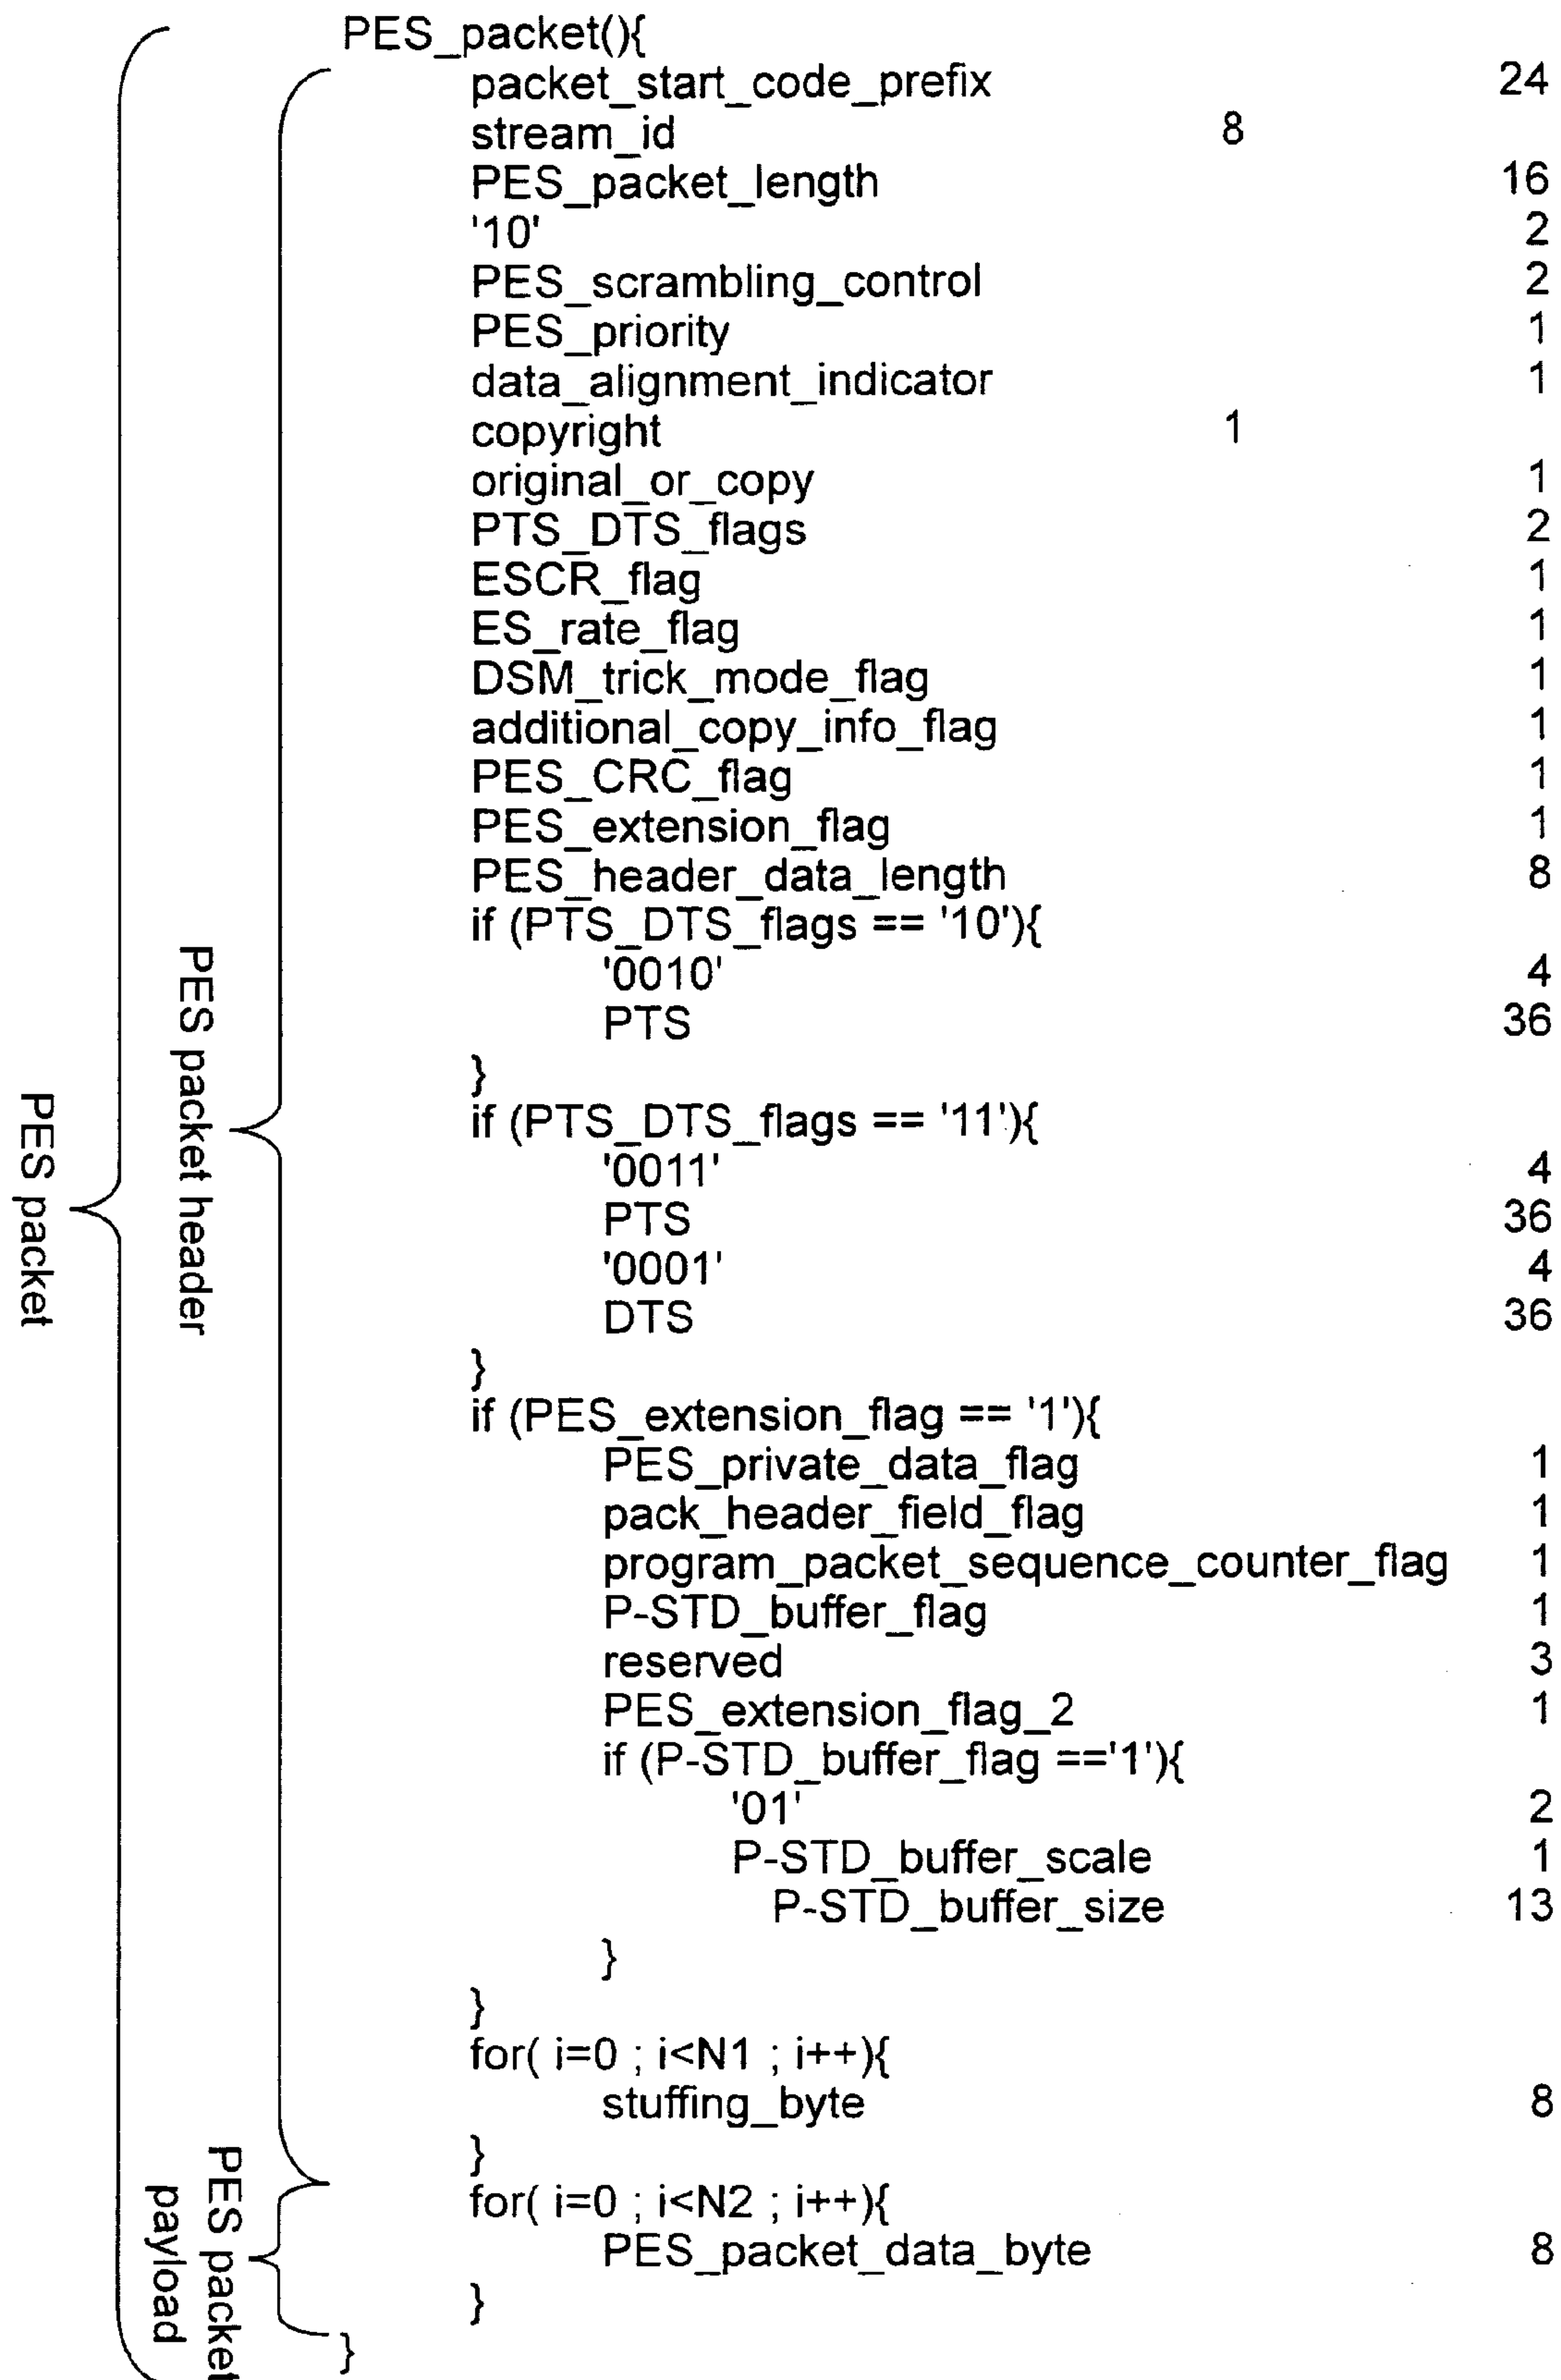 PES_packet(){
packet_start_code_prefix 24
stream_id 8
PES_packet_length 16
'10' 2
PES_scrambling_control 2
PES_priority 1
data_alignment_indicator 1
copyright 1
original_or_copy 1
PTS_DTS_flags 2
ESCR_flag 1
ES_rate_flag 1
DSM_trick_mode_flag 1
additional_copy_info_flag 1
PES_CRC_flag 1
PES_extension_flag 1
PES_header_data_length 8
if (PTS_DTS_flags == '10'){
'0010' 4
PTS 36
}
if (PTS_DTS_flags == '11'){
'0011' 4
PTS 36
'0001' 4
DTS 36
}
if (PES_extension_flag == '1'){
PES_private_data_flag 1
pack_header_field_flag 1
program_packet_sequence_counter_flag 1
P-STD_buffer_flag 1
reserved 3
PES_extension_flag_2 1
if (P-STD_buffer_flag =='1'){
'01' 2
P-STD_buffer_scale 1
P-STD_buffer_size 13
}
}
for( i=0 ; i<N1 ; i++){
stuffing_byte 8
}
for( i=0 ; i<N2 ; i++){
PES_packet_data_byte 8
}
}
PES packet
PES packet header
PES packet
payload